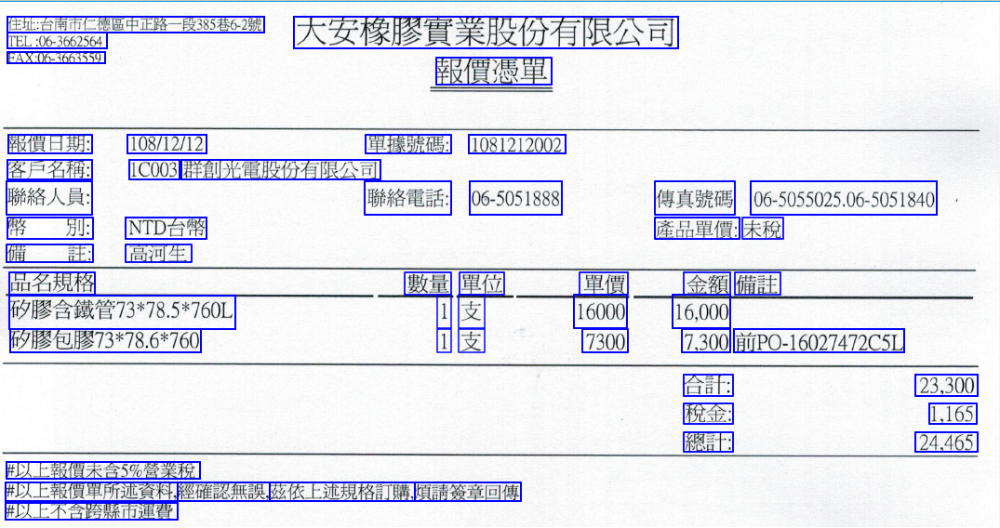 住址:台南市仁德區中正路一段385巷6-2號
大安橡膠實業股份有限公司
TEL :06-3662564
FAX:06-3663559
報價憑單
報價日期: 108/12/12 單據號碼: 1081212002
客戶名稱: 1C003 群創光電股份有限公司
聯絡人員: 聯絡電話: 06-5051888 傳真號碼 06-5055025.06-5051840
幣 別: NTD台幣 產品單價: 未稅
備 註: 高河生
品名規格 數量 單位 單價 金額 備註
矽膠含鐵管73*78.5*760L 1 支 16000 16,000
矽膠包膠73*78.6*760 1 支 7300 7,300 前PO-16027472C5L
合計: 23,300
稅金: 1,165
總計: 24,465
#以上報價未含5%營業稅
#以上報價單所述資料,經確認無誤,茲依上述規格訂購,煩請簽章回傳
#以上不含跨縣市運費